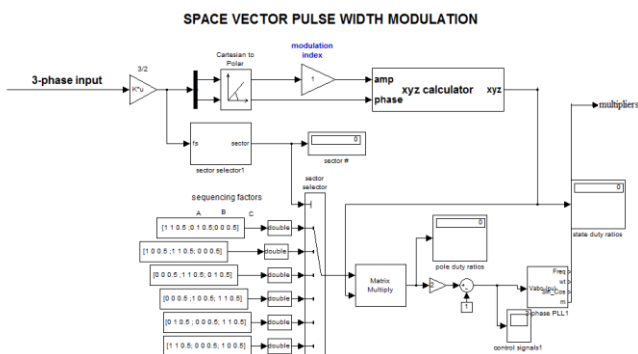 SPACE VECTOR PULSE WIDTH MODULATION
3-phase input
3/2
K*u
Cartesian to
Polar
modulation
index
1
amp
phase
xyz calculator
xyz
multipliers
fs
sector
sector selector1
0
sector #
sequencing factors
A B C
sector
selector
[1 1 0.5 ;0 1 0.5;0 0 0.5]
double
[1 0 0.5 ;1 1 0.5; 0 0 0.5]
double
[0 0 0.5 ;1 1 0.5; 0 1 0.5]
double
[0 0 0.5 ;1 0 0.5; 1 1 0.5]
double
[0 1 0.5 ; 0 0 0.5; 1 1 0.5]
double
[1 1 0.5; 0 0 0.5; 1 0 0.5]
double
Matrix
Multiply
0
pole duty ratios
0
state duty ratios
1
Freq
wt
m
control signals1